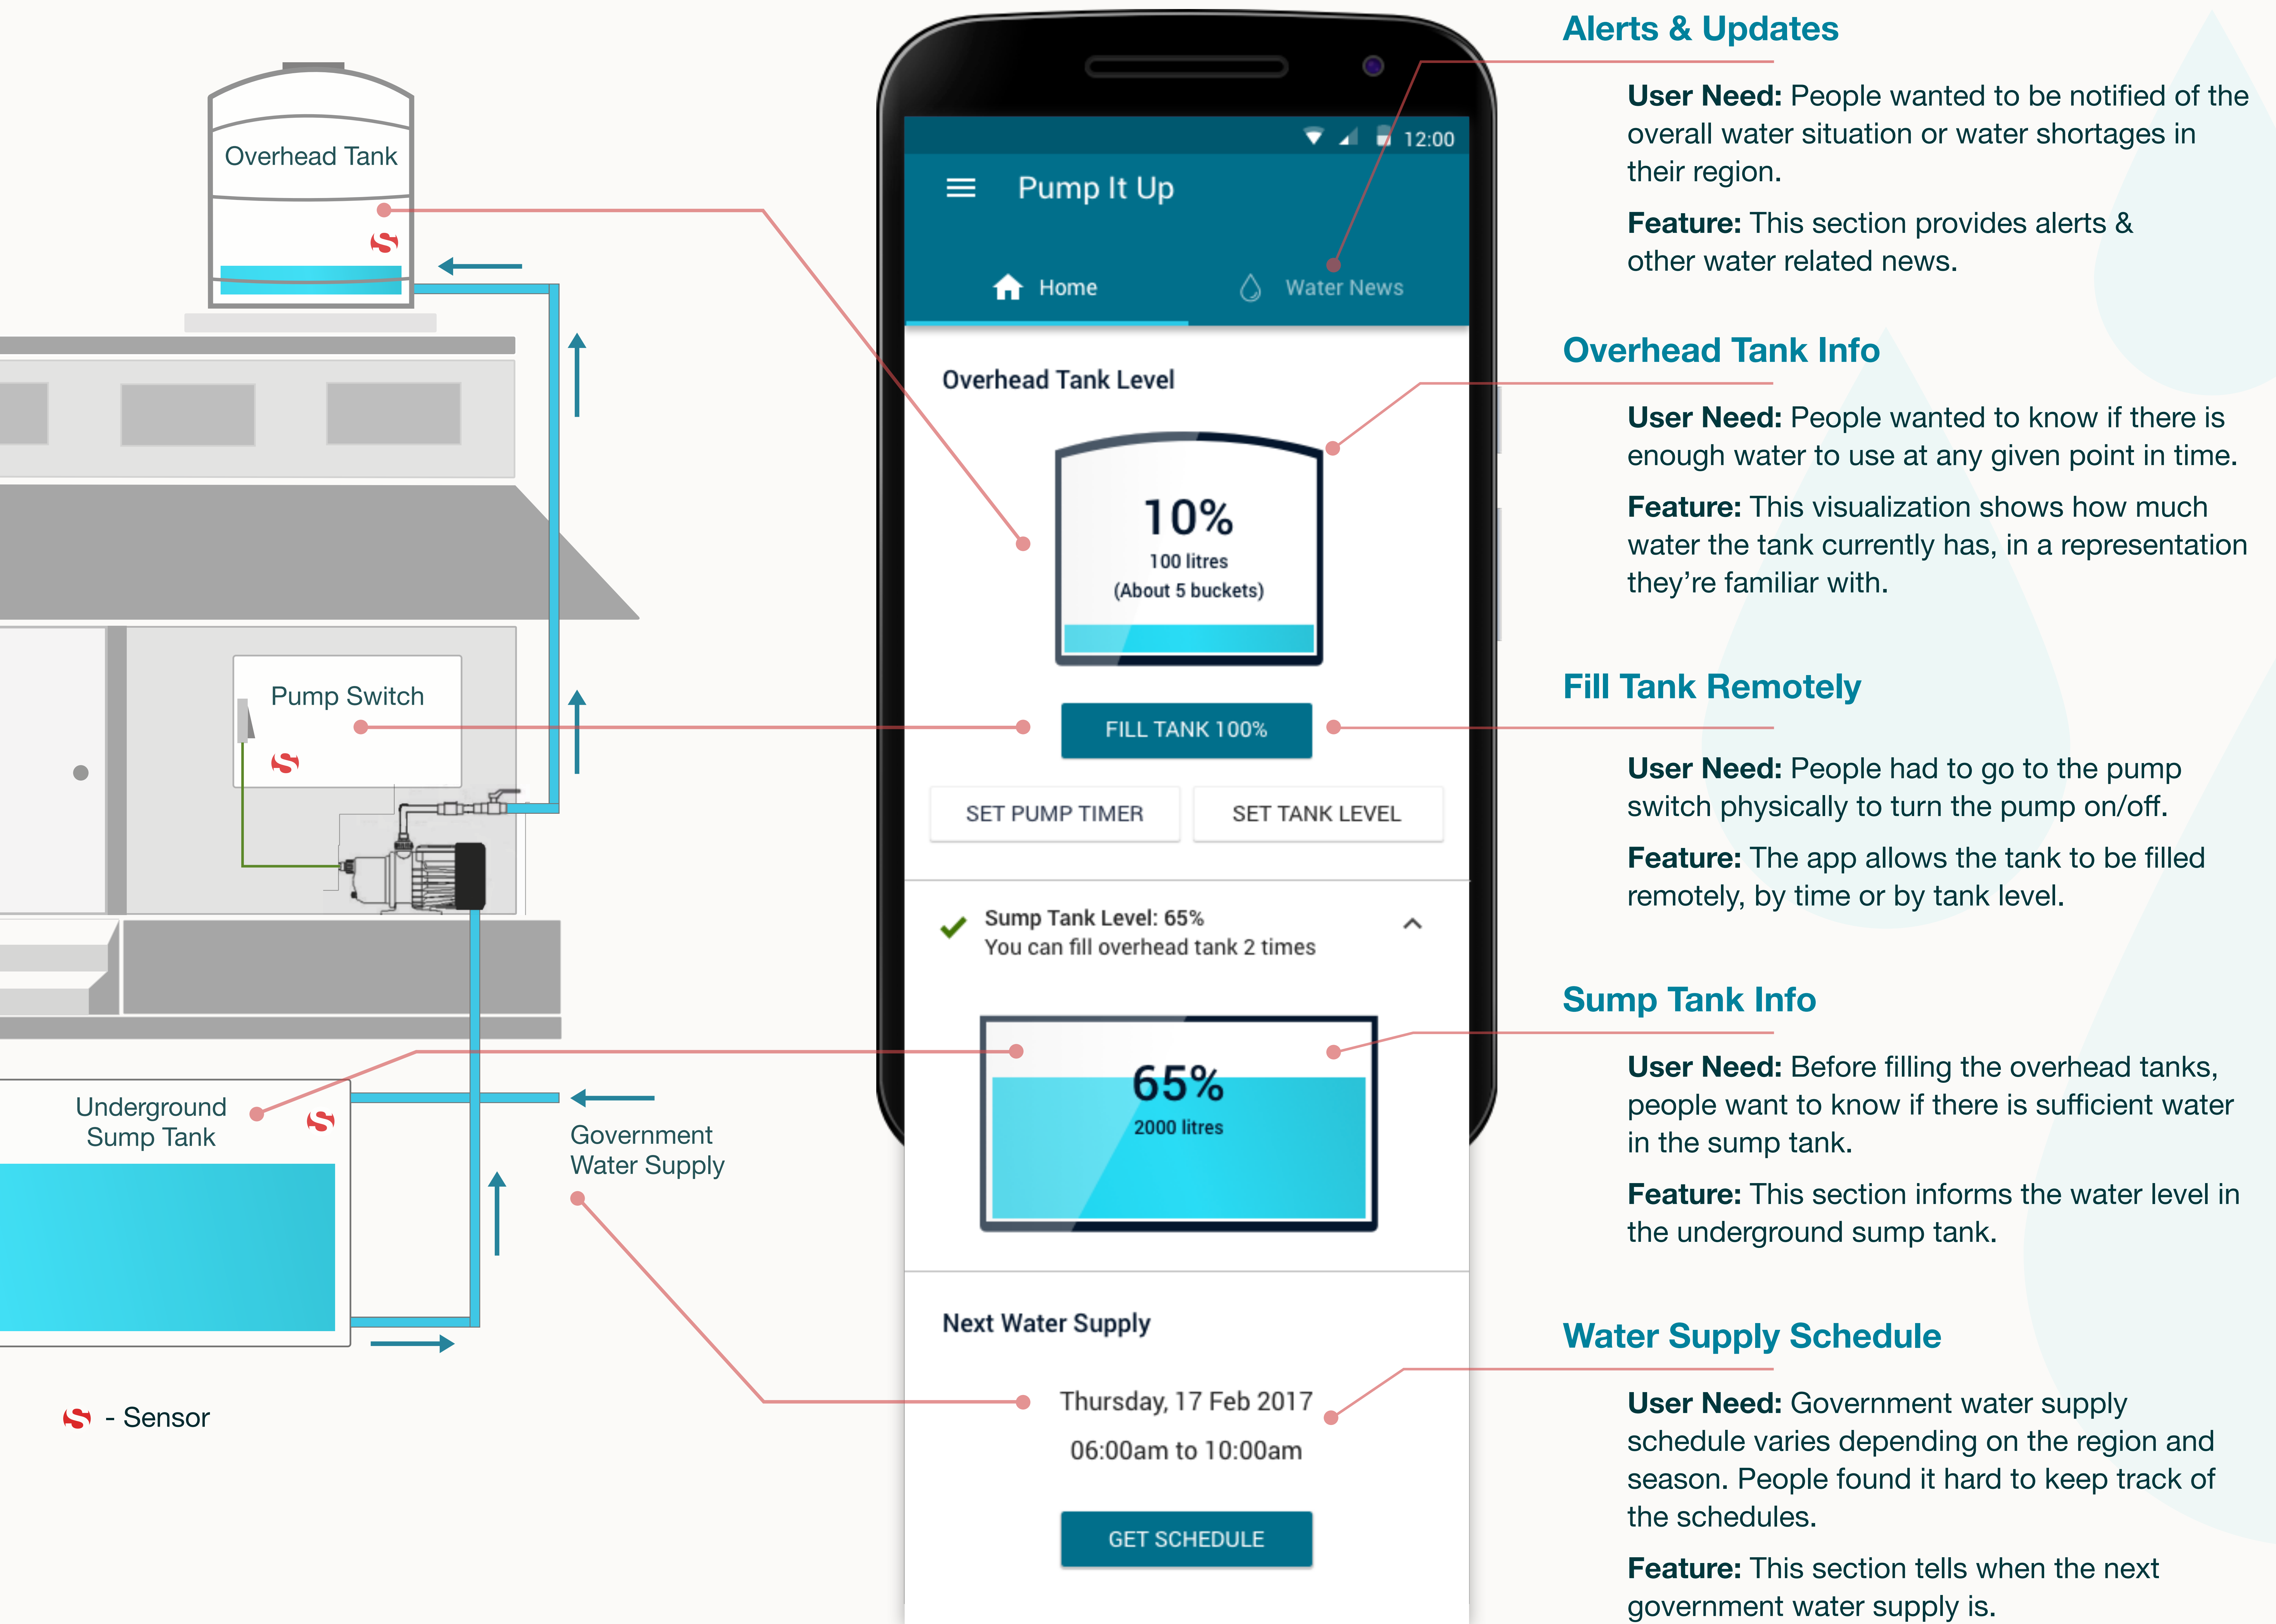 Overhead Tank
Pump Switch
Underground
Sump Tank
Government
Water Supply
- Sensor
12:00
Pump It Up
Home
Water News
Overhead Tank Level
10%
100 litres
(About 5 buckets)
FILL TANK 100%
SET PUMP TIMER
SET TANK LEVEL
Sump Tank Level: 65%
You can fill overhead tank 2 times
65%
2000 litres
Next Water Supply
Thursday, 17 Feb 2017
06:00am to 10:00am
GET SCHEDULE
Alerts & Updates
User Need: People wanted to be notified of the
overall water situation or water shortages in
their region.
Feature: This section provides alerts &
other water related news.
Overhead Tank Info
User Need: People wanted to know if there is
enough water to use at any given point in time.
Feature: This visualization shows how much
water the tank currently has, in a representation
they’re familiar with.
Fill Tank Remotely
User Need: People had to go to the pump
switch physically to turn the pump on/off.
Feature: The app allows the tank to be filled
remotely, by time or by tank level.
Sump Tank Info
User Need: Before filling the overhead tanks,
people want to know if there is sufficient water
in the sump tank.
Feature: This section informs the water level in
the underground sump tank.
Water Supply Schedule
User Need: Government water supply
schedule varies depending on the region and
season. People found it hard to keep track of
the schedules.
Feature: This section tells when the next
government water supply is.